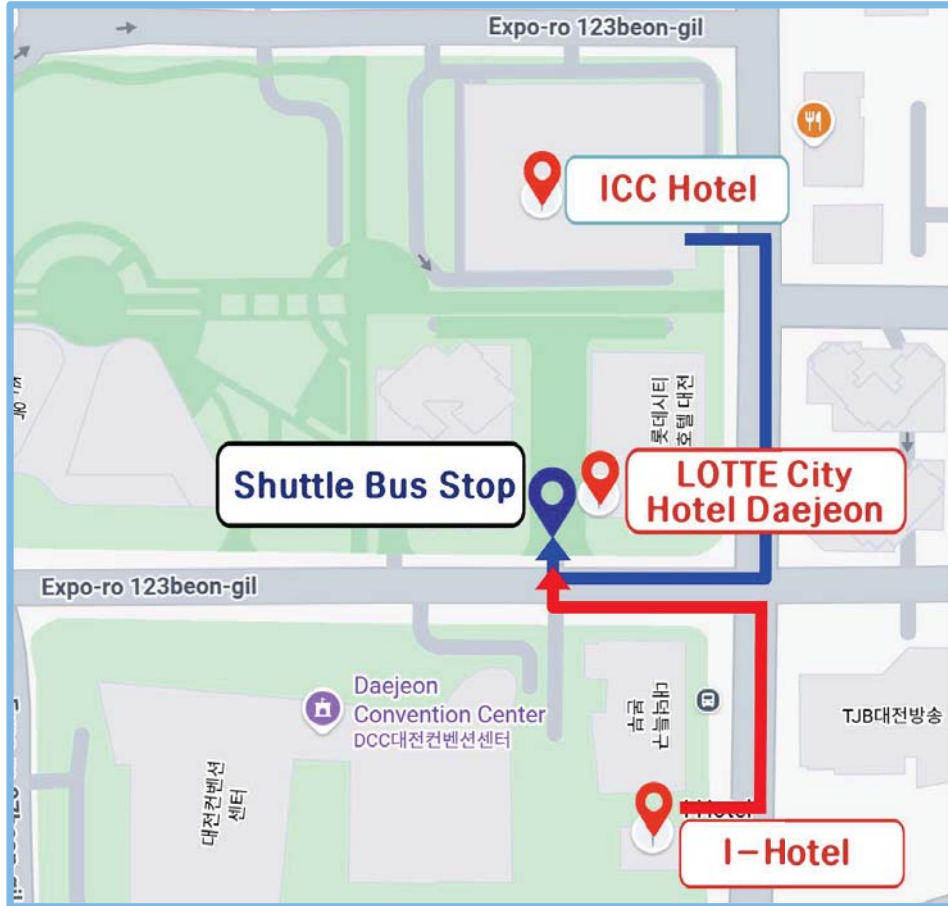 Expo-ro 123beon-gil
ICC Hotel
롯데시티
호텔 대전
Shuttle Bus Stop
LOTTE City
Hotel Daejeon
Expo-ro 123beon-gil
Daejeon
Convention Center
DCC대전컨벤션센터
TJB대전방송
대전컨벤션
센터
I-Hotel